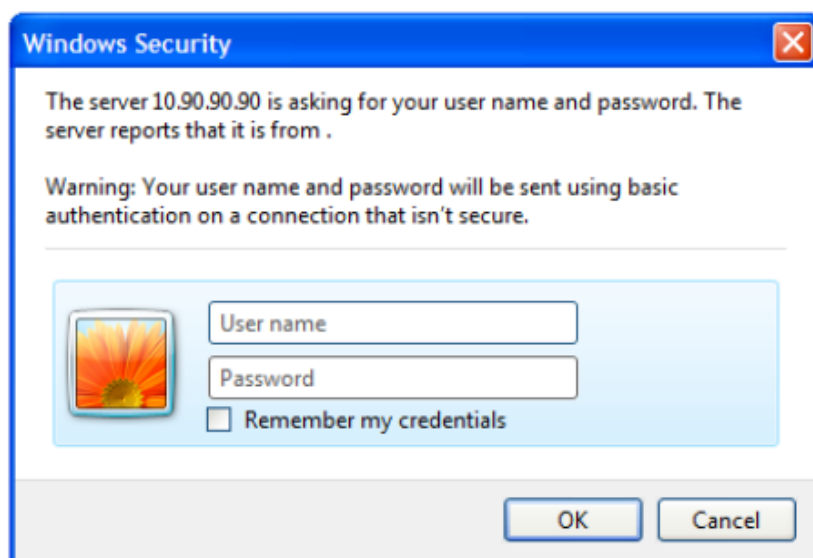 Windows Security
The server 10.90.90.90 is asking for your user name and password. The
server reports that it is from .
Warning: Your user name and password will be sent using basic
authentication on a connection that isn't secure.
User name
Password
Remember my credentials
OK
Cancel